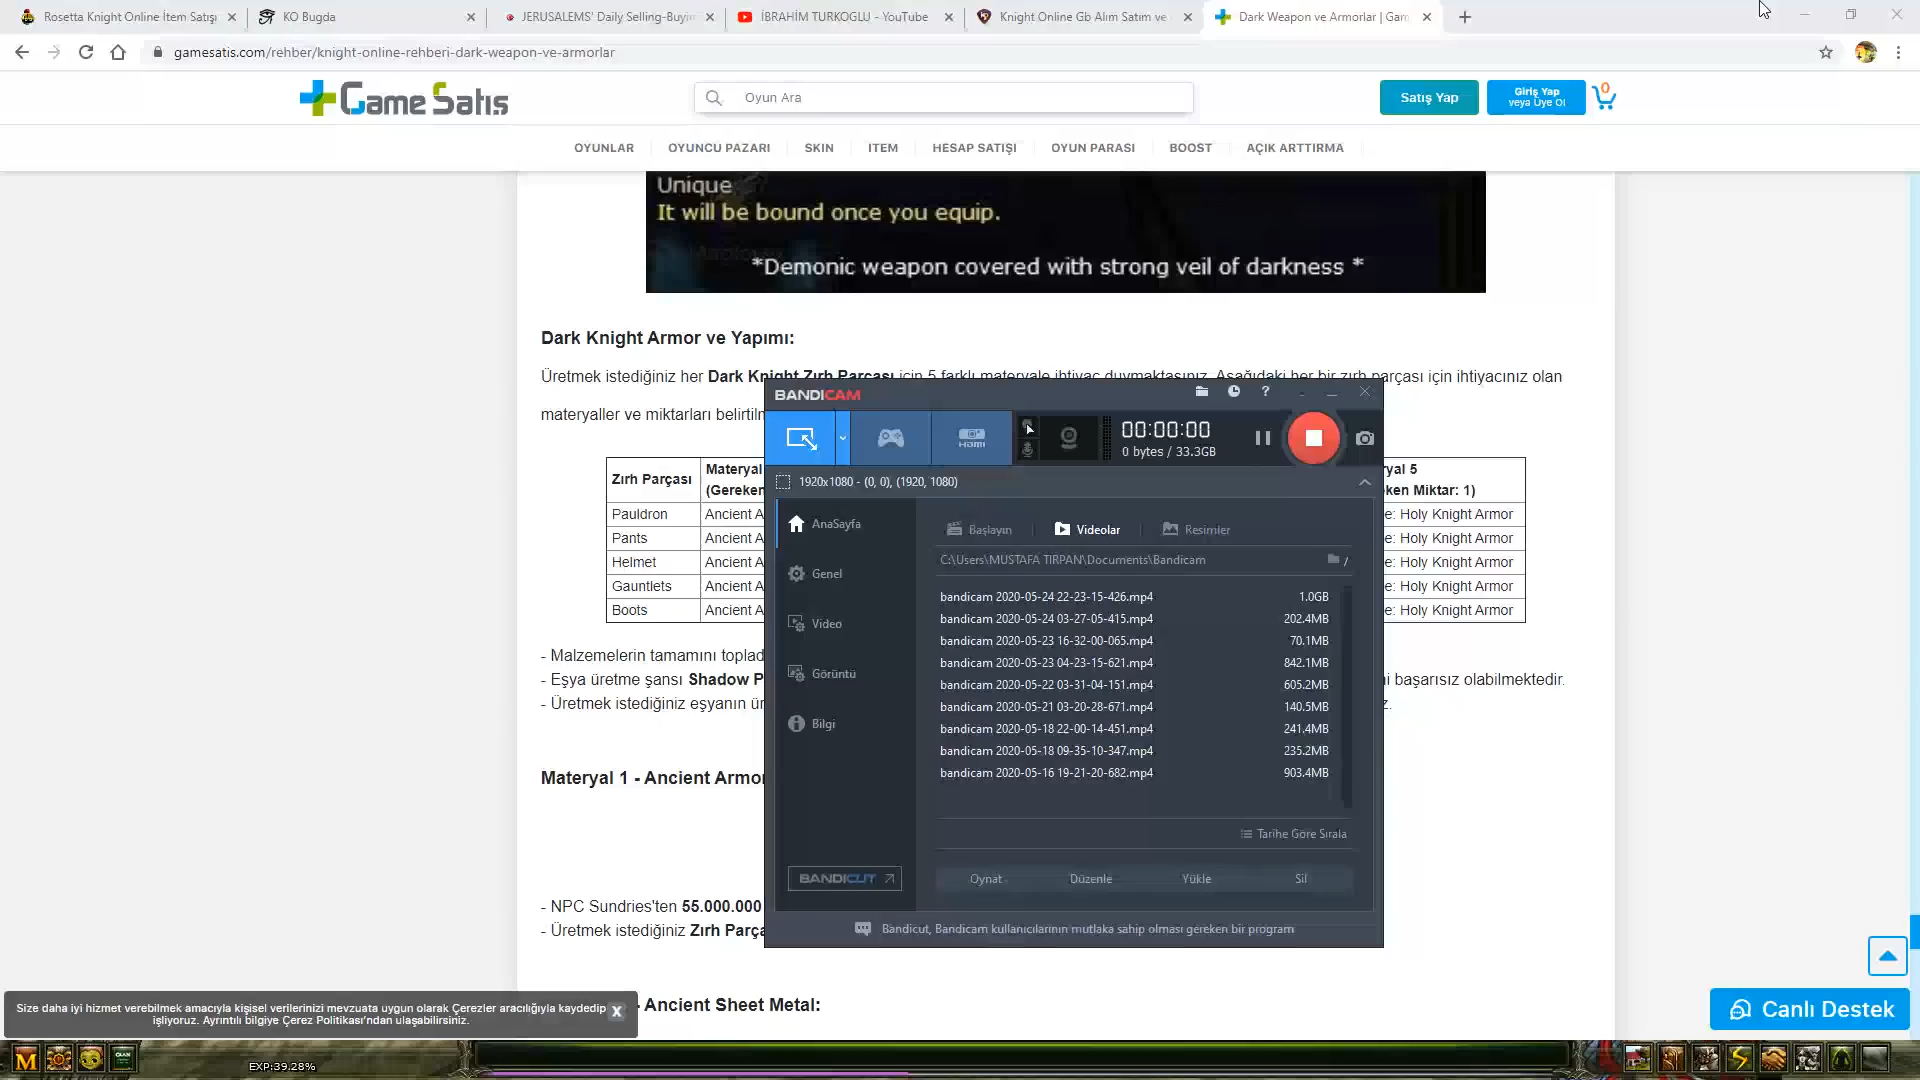 Rosetta Knight Online İtem Satışı
KO Bugda
JERUSALEMS' Daily Selling-Buyin
İBRAHİM TURKOGLU - YouTube
Knight Online Gb Alım Satım ve
Dark Weapon ve Armorlar | Gam
gamesatis.com/rehber/knight-online-rehberi-dark-weapon-ve-armorlar
Game Satıs
Oyun Ara
Satış Yap
Giriş Yap
veya Üye Ol
0
OYUNLAR
OYUNCU PAZARI
SKIN
ITEM
HESAP SATIŞI
OYUN PARASI
BOOST
AÇIK ARTTIRMA
Unique
It will be bound once you equip.
*Demonic weapon covered with strong veil of darkness *
Dark Knight Armor ve Yapımı:
Üretmek istediğiniz her Dark Knight Zırh Parçası için 5 farklı materyale ihtiyaç duymaktasınız. Aşağıdaki her bir zırh parçası için ihtiyacınız olan
materyaller ve miktarları belirtilm
Zırh Parçası
Materyal
(Gereken
ryal 5
ken Miktar: 1)
Pauldron Ancient A
e: Holy Knight Armor
Pants Ancient A
e: Holy Knight Armor
Helmet Ancient A
e: Holy Knight Armor
Gauntlets Ancient A
e: Holy Knight Armor
Boots Ancient A
e: Holy Knight Armor
- Malzemelerin tamamını toplad
- Eşya üretme şansı Shadow P
ni başarısız olabilmektedir.
- Üretmek istediğiniz eşyanın ür
z.
Materyal 1 - Ancient Armor
- NPC Sundries'ten 55.000.000
- Üretmek istediğiniz Zırh Parça
- Ancient Sheet Metal:
BANDICAM
?
HDMI
00:00:00
0 bytes / 33.3GB
1920x1080 - (0, 0), (1920, 1080)
AnaSayfa
Genel
Video
Görüntü
Bilgi
BANDICUT
Başlayın
Videolar
Resimler
C:\Users\MUSTAFA TIRPAN\Documents\Bandicam
bandicam 2020-05-24 22-23-15-426.mp4 1.0GB
bandicam 2020-05-24 03-27-05-415.mp4 202.4MB
bandicam 2020-05-23 16-32-00-065.mp4 70.1MB
bandicam 2020-05-23 04-23-15-621.mp4 842.1MB
bandicam 2020-05-22 03-31-04-151.mp4 605.2MB
bandicam 2020-05-21 03-20-28-671.mp4 140.5MB
bandicam 2020-05-18 22-00-14-451.mp4 241.4MB
bandicam 2020-05-18 09-35-10-347.mp4 235.2MB
bandicam 2020-05-16 19-21-20-682.mp4 903.4MB
Tarihe Göre Sırala
Oynat
Düzenle
Yükle
Sil
Bandicut, Bandicam kullanıcılarının mutlaka sahip olması gereken bir program
Size daha iyi hizmet verebilmek amacıyla kişisel verilerinizi mevzuata uygun olarak Çerezler aracılığıyla kaydedip
işliyoruz. Ayrıntılı bilgiye Çerez Politikası'ndan ulaşabilirsiniz.
X
Canlı Destek
M
CLAN
EXP:39.28%